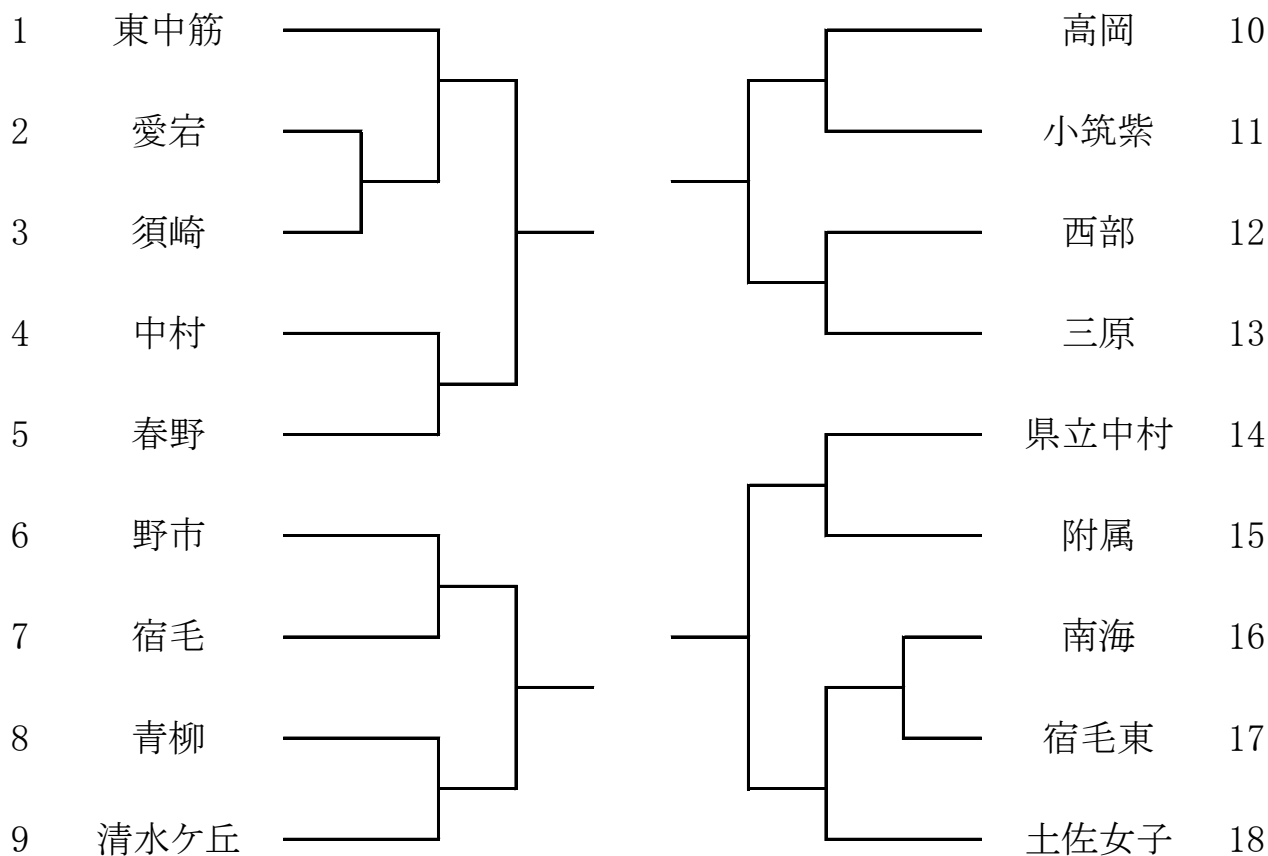 1 東中筋 高岡 10
2 愛宕 小筑紫 11
3 須崎 西部 12
4 中村 三原 13
5 春野 県立中村 14
6 野市 附属 15
7 宿毛 南海 16
8 青柳 宿毛東 17
9 清水ケ丘 土佐女子 18